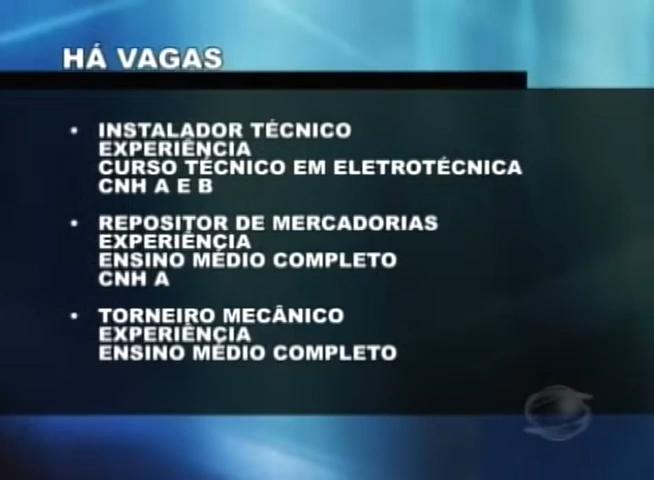 HÁ VAGAS
• INSTALADOR TÉCNICO
EXPERIÊNCIA
CURSO TÉCNICO EM ELETROTÉCNICA
CNH A E B
• REPOSITOR DE MERCADORIAS
EXPERIÊNCIA
ENSINO MÉDIO COMPLETO
CNH A
• TORNEIRO MECÂNICO
EXPERIÊNCIA
ENSINO MÉDIO COMPLETO